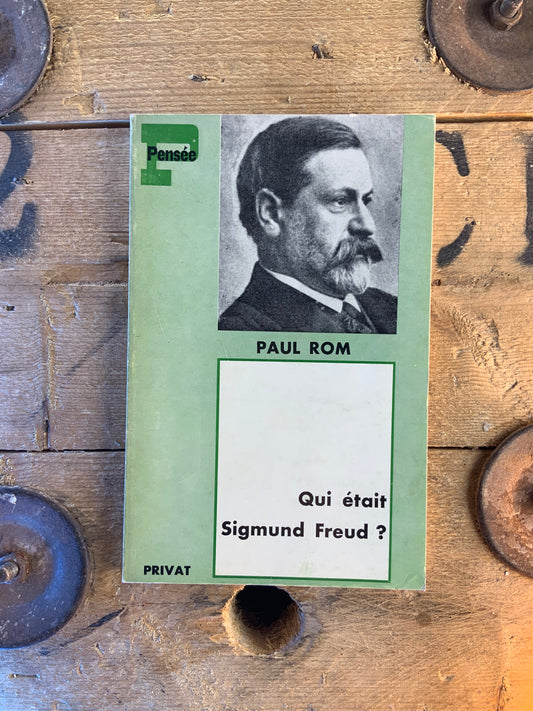 Pensée
PAUL ROM
Qui était
Sigmund Freud ?
PRIVAT